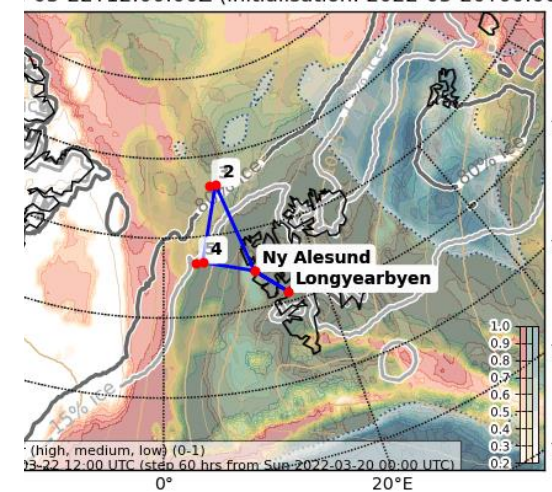 2
4
Ny Alesund
Longyearbyen
80% ice
15% ice
1.0
0.9
0.8
0.7
0.6
0.5
0.4
0.3
0.2
(high, medium, low) (0-1)
03-22 12:00 UTC (step 60 hrs from Sun 2022-03-20 00:00 UTC)
0°
20°E